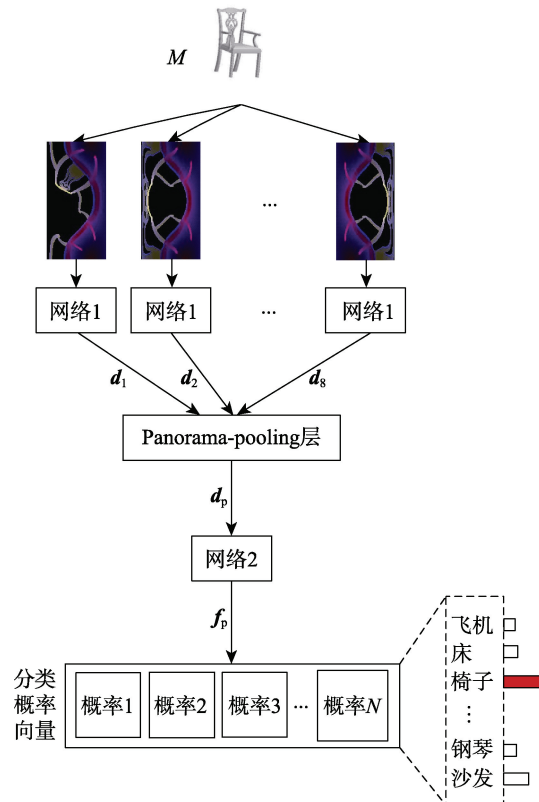 M
...
网络1 网络1 ... 网络1
d1 d2 d8
Panorama-pooling层
dp
网络2
fp
分类
概率
向量
概率1 概率2 概率3 ... 概率N
飞机
床
椅子
⋮
钢琴
沙发